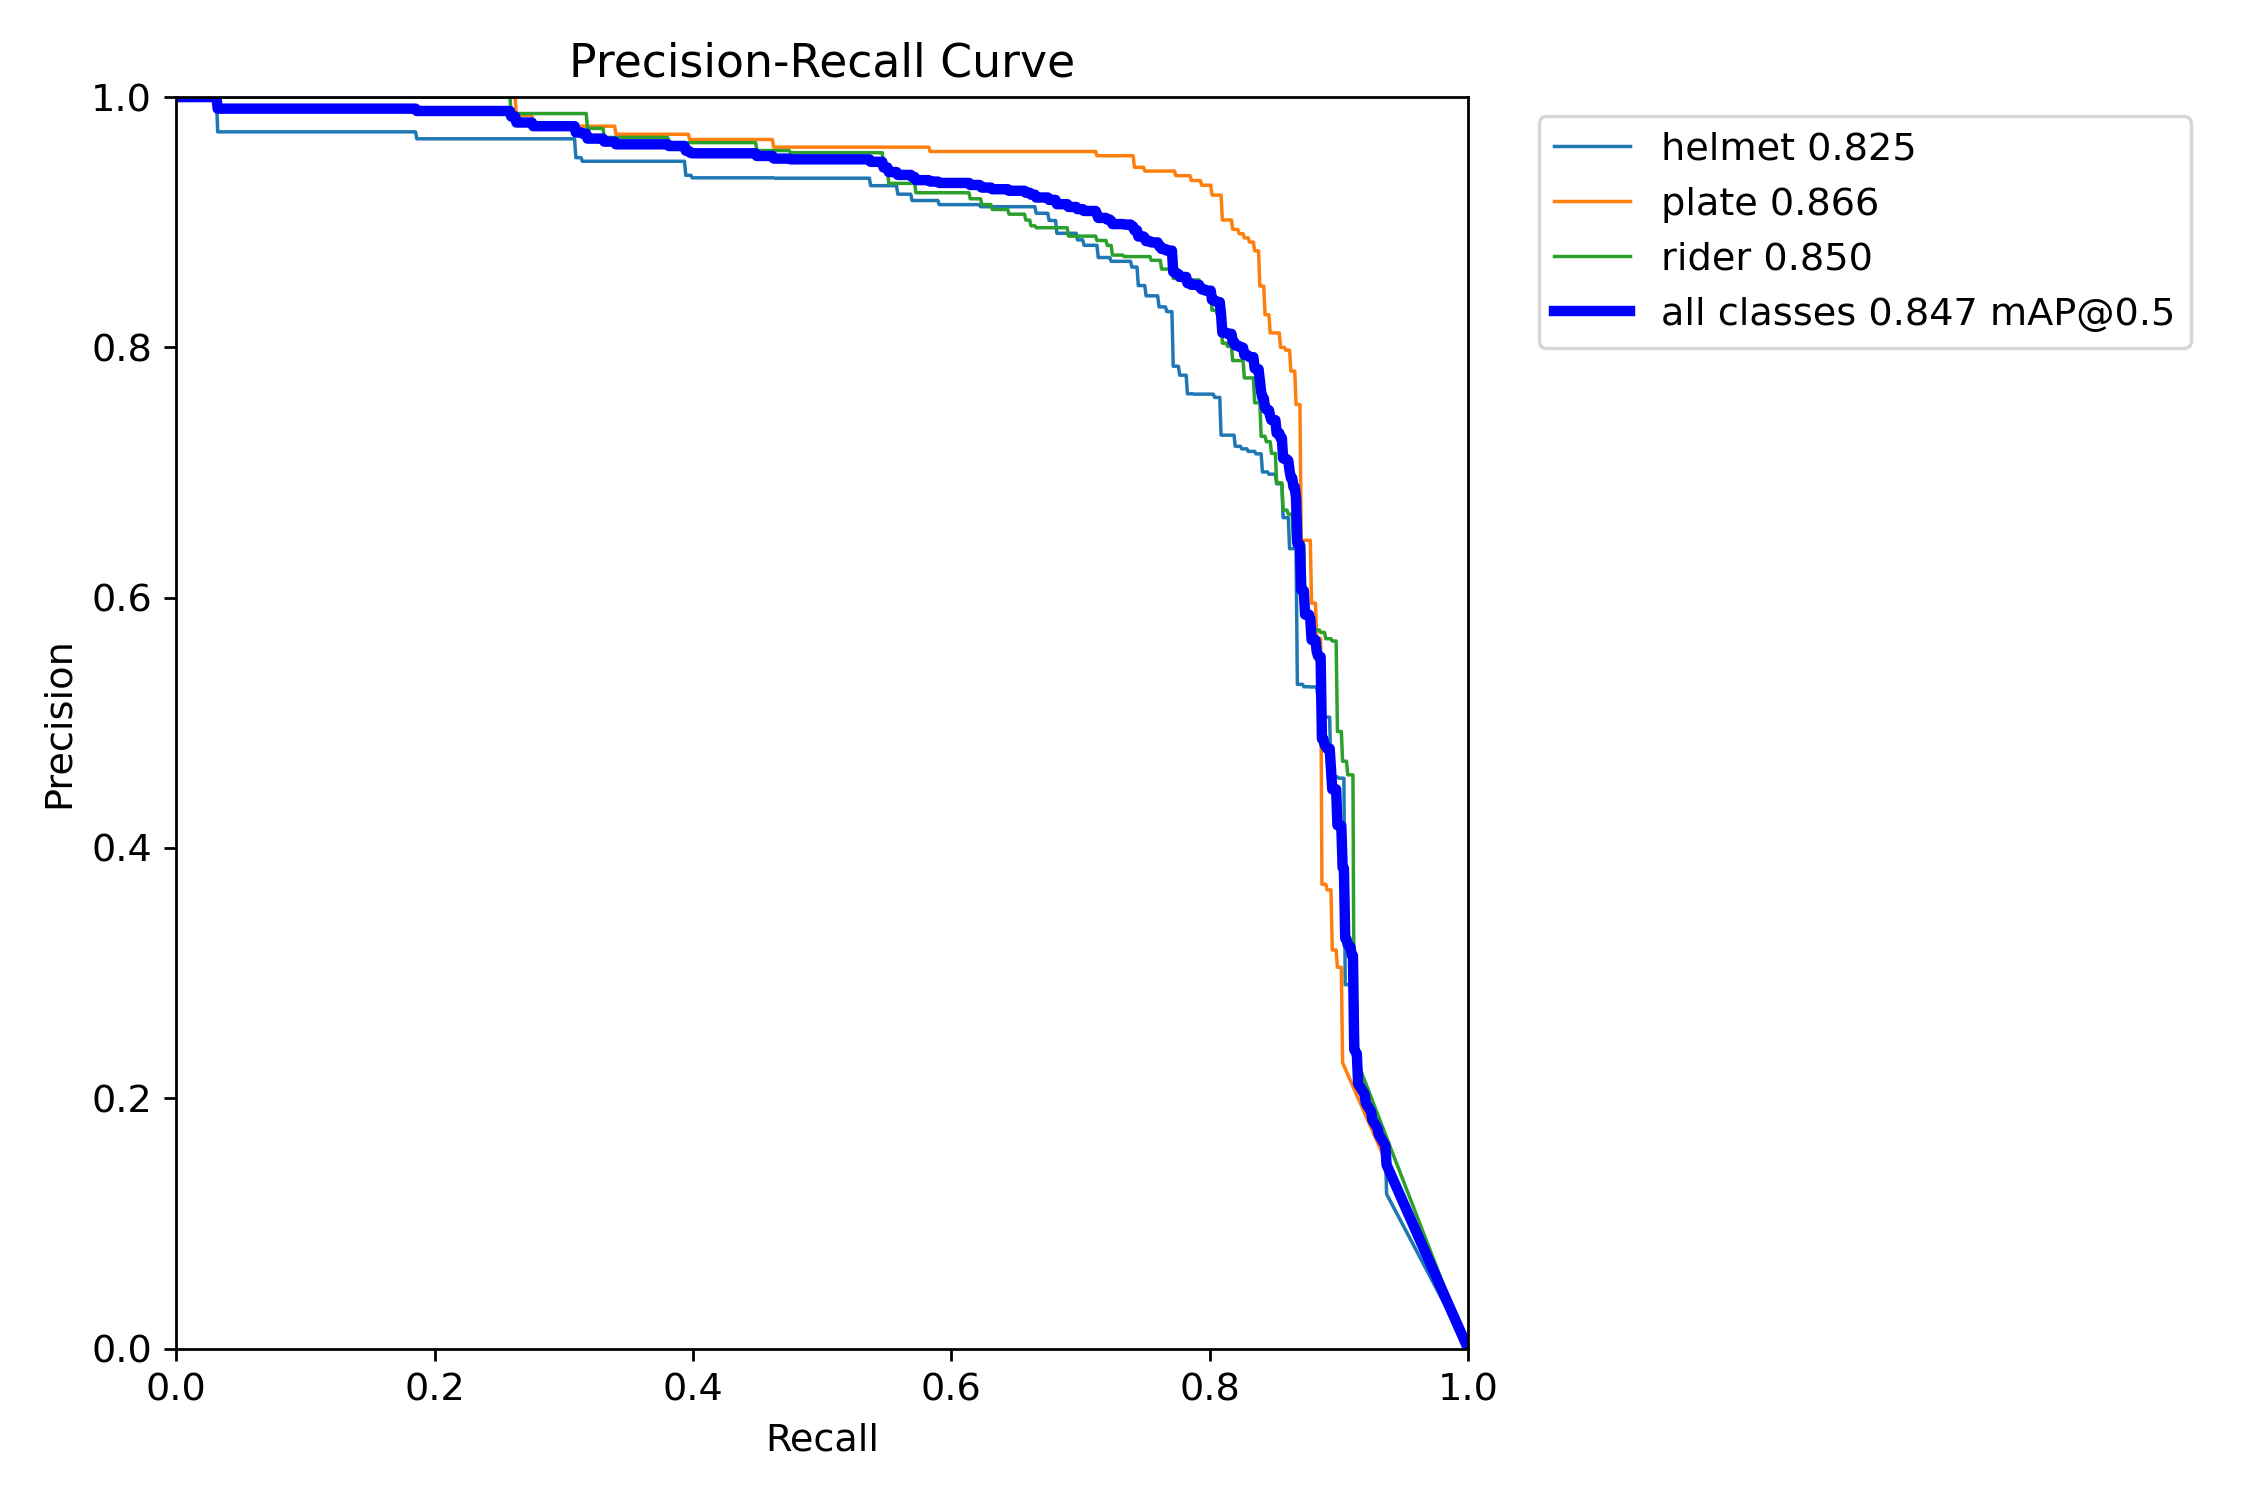 Precision-Recall Curve
helmet 0.825
plate 0.866
rider 0.850
all classes 0.847 mAP@0.5
1.0
0.8
0.6
0.4
0.2
0.0
Precision
0.0 0.2 0.4 0.6 0.8 1.0
Recall